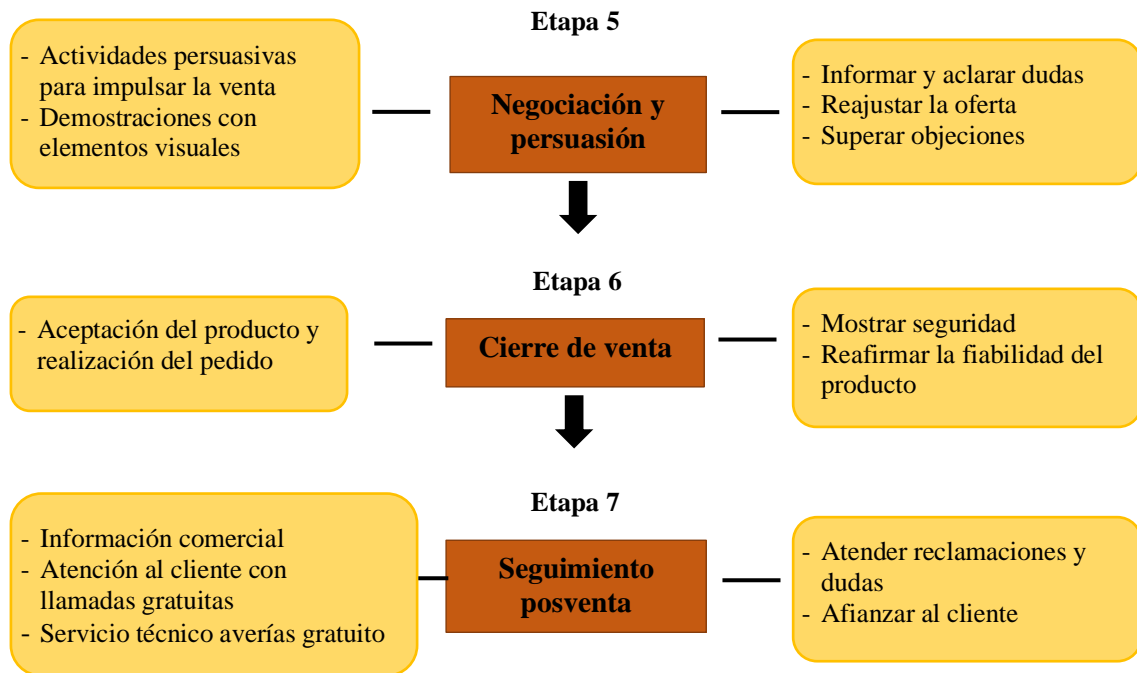 Etapa 5
- Actividades persuasivas
para impulsar la venta
- Demostraciones con
elementos visuales
Negociación y
persuasión
- Informar y aclarar dudas
- Reajustar la oferta
- Superar objeciones
Etapa 6
- Aceptación del producto y
realización del pedido
Cierre de venta
- Mostrar seguridad
- Reafirmar la fiabilidad del
producto
Etapa 7
- Información comercial
- Atención al cliente con
llamadas gratuitas
- Servicio técnico averías gratuito
Seguimiento
posventa
- Atender reclamaciones y
dudas
- Afianzar al cliente